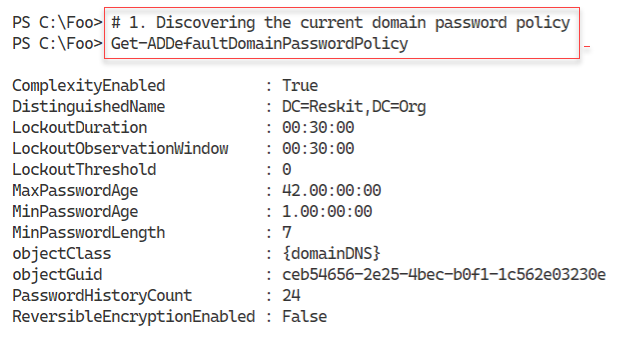 PS C:\Foo> # 1. Discovering the current domain password policy
PS C:\Foo> Get-ADDefaultDomainPasswordPolicy
ComplexityEnabled : True
DistinguishedName : DC=Reskit,DC=Org
LockoutDuration : 00:30:00
LockoutObservationWindow : 00:30:00
LockoutThreshold : 0
MaxPasswordAge : 42.00:00:00
MinPasswordAge : 1.00:00:00
MinPasswordLength : 7
objectClass : {domainDNS}
objectGuid : ceb54656-2e25-4bec-b0f1-1c562e03230e
PasswordHistoryCount : 24
ReversibleEncryptionEnabled : False